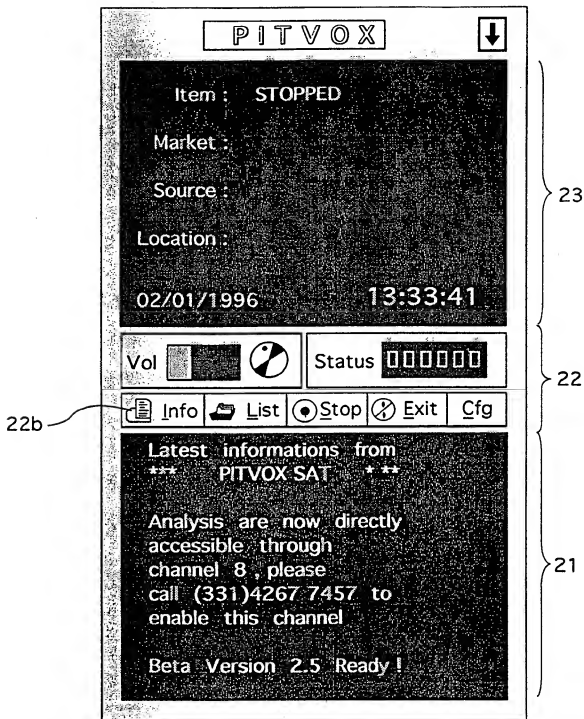 PITVOX
Item : STOPPED
Market :
Source :
Location :
02/01/1996 13:33:41
23
Vol Status 000000
22
22b
Info List Stop Exit Cfg
Latest informations from
*** PITVOX SAT * **
Analysis are now directly
accessible through
channel 8 , please
call (331)4267 7457 to
enable this channel
21
Beta Version 2.5 Ready !